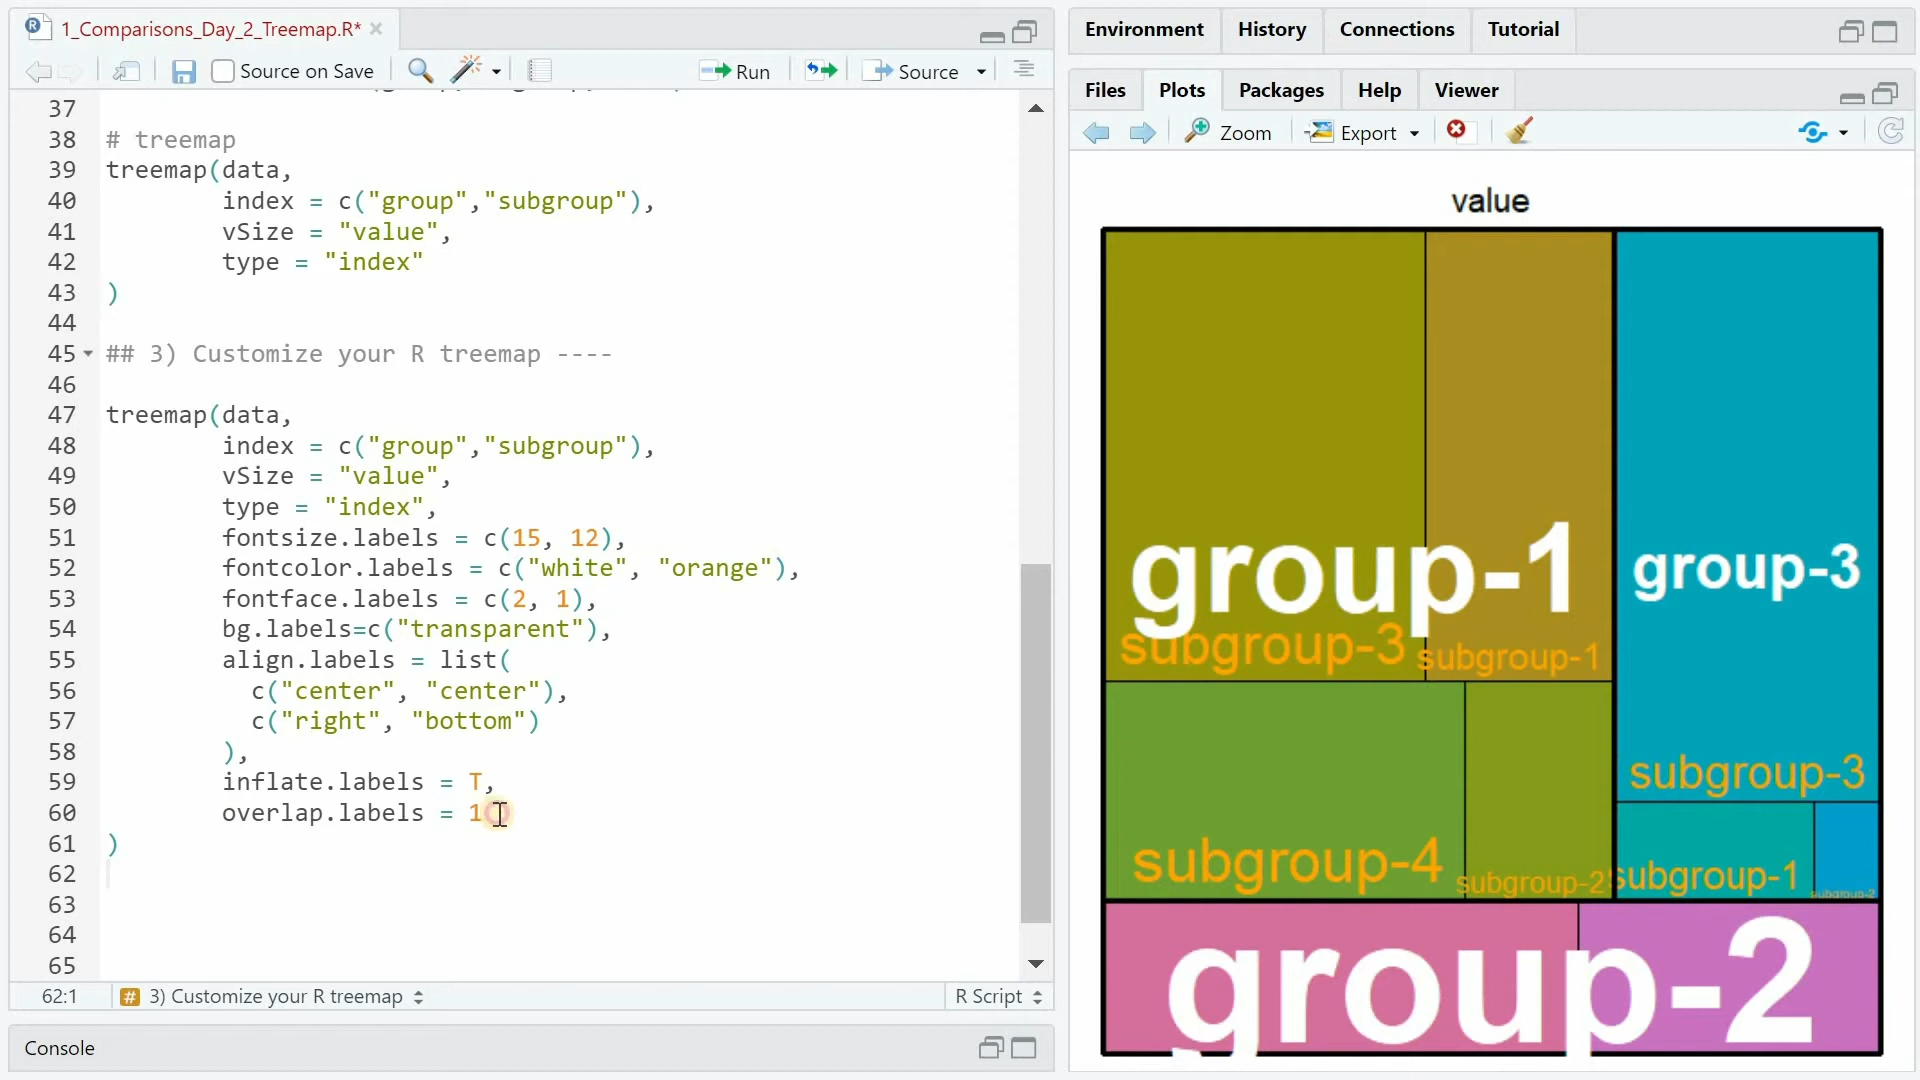 1_Comparisons_Day_2_Treemap.R*
Source on Save
Run
Source
37
38 # treemap
39 treemap(data,
40 index = c("group","subgroup"),
41 vSize = "value",
42 type = "index"
43 )
44
45 ## 3) Customize your R treemap ----
46
47 treemap(data,
48 index = c("group","subgroup"),
49 vSize = "value",
50 type = "index",
51 fontsize.labels = c(15, 12),
52 fontcolor.labels = c("white", "orange"),
53 fontface.labels = c(2, 1),
54 bg.labels=c("transparent"),
55 align.labels = list(
56 c("center", "center"),
57 c("right", "bottom")
58 ),
59 inflate.labels = T,
60 overlap.labels = 1
61 )
62
63
64
65
62:1 # 3) Customize your R treemap R Script
Console
Environment History Connections Tutorial
Files Plots Packages Help Viewer
Zoom Export
value
group-1
group-3
subgroup-3
subgroup-1
subgroup-3
subgroup-4
subgroup-2
subgroup-1
subgroup-2
group-2